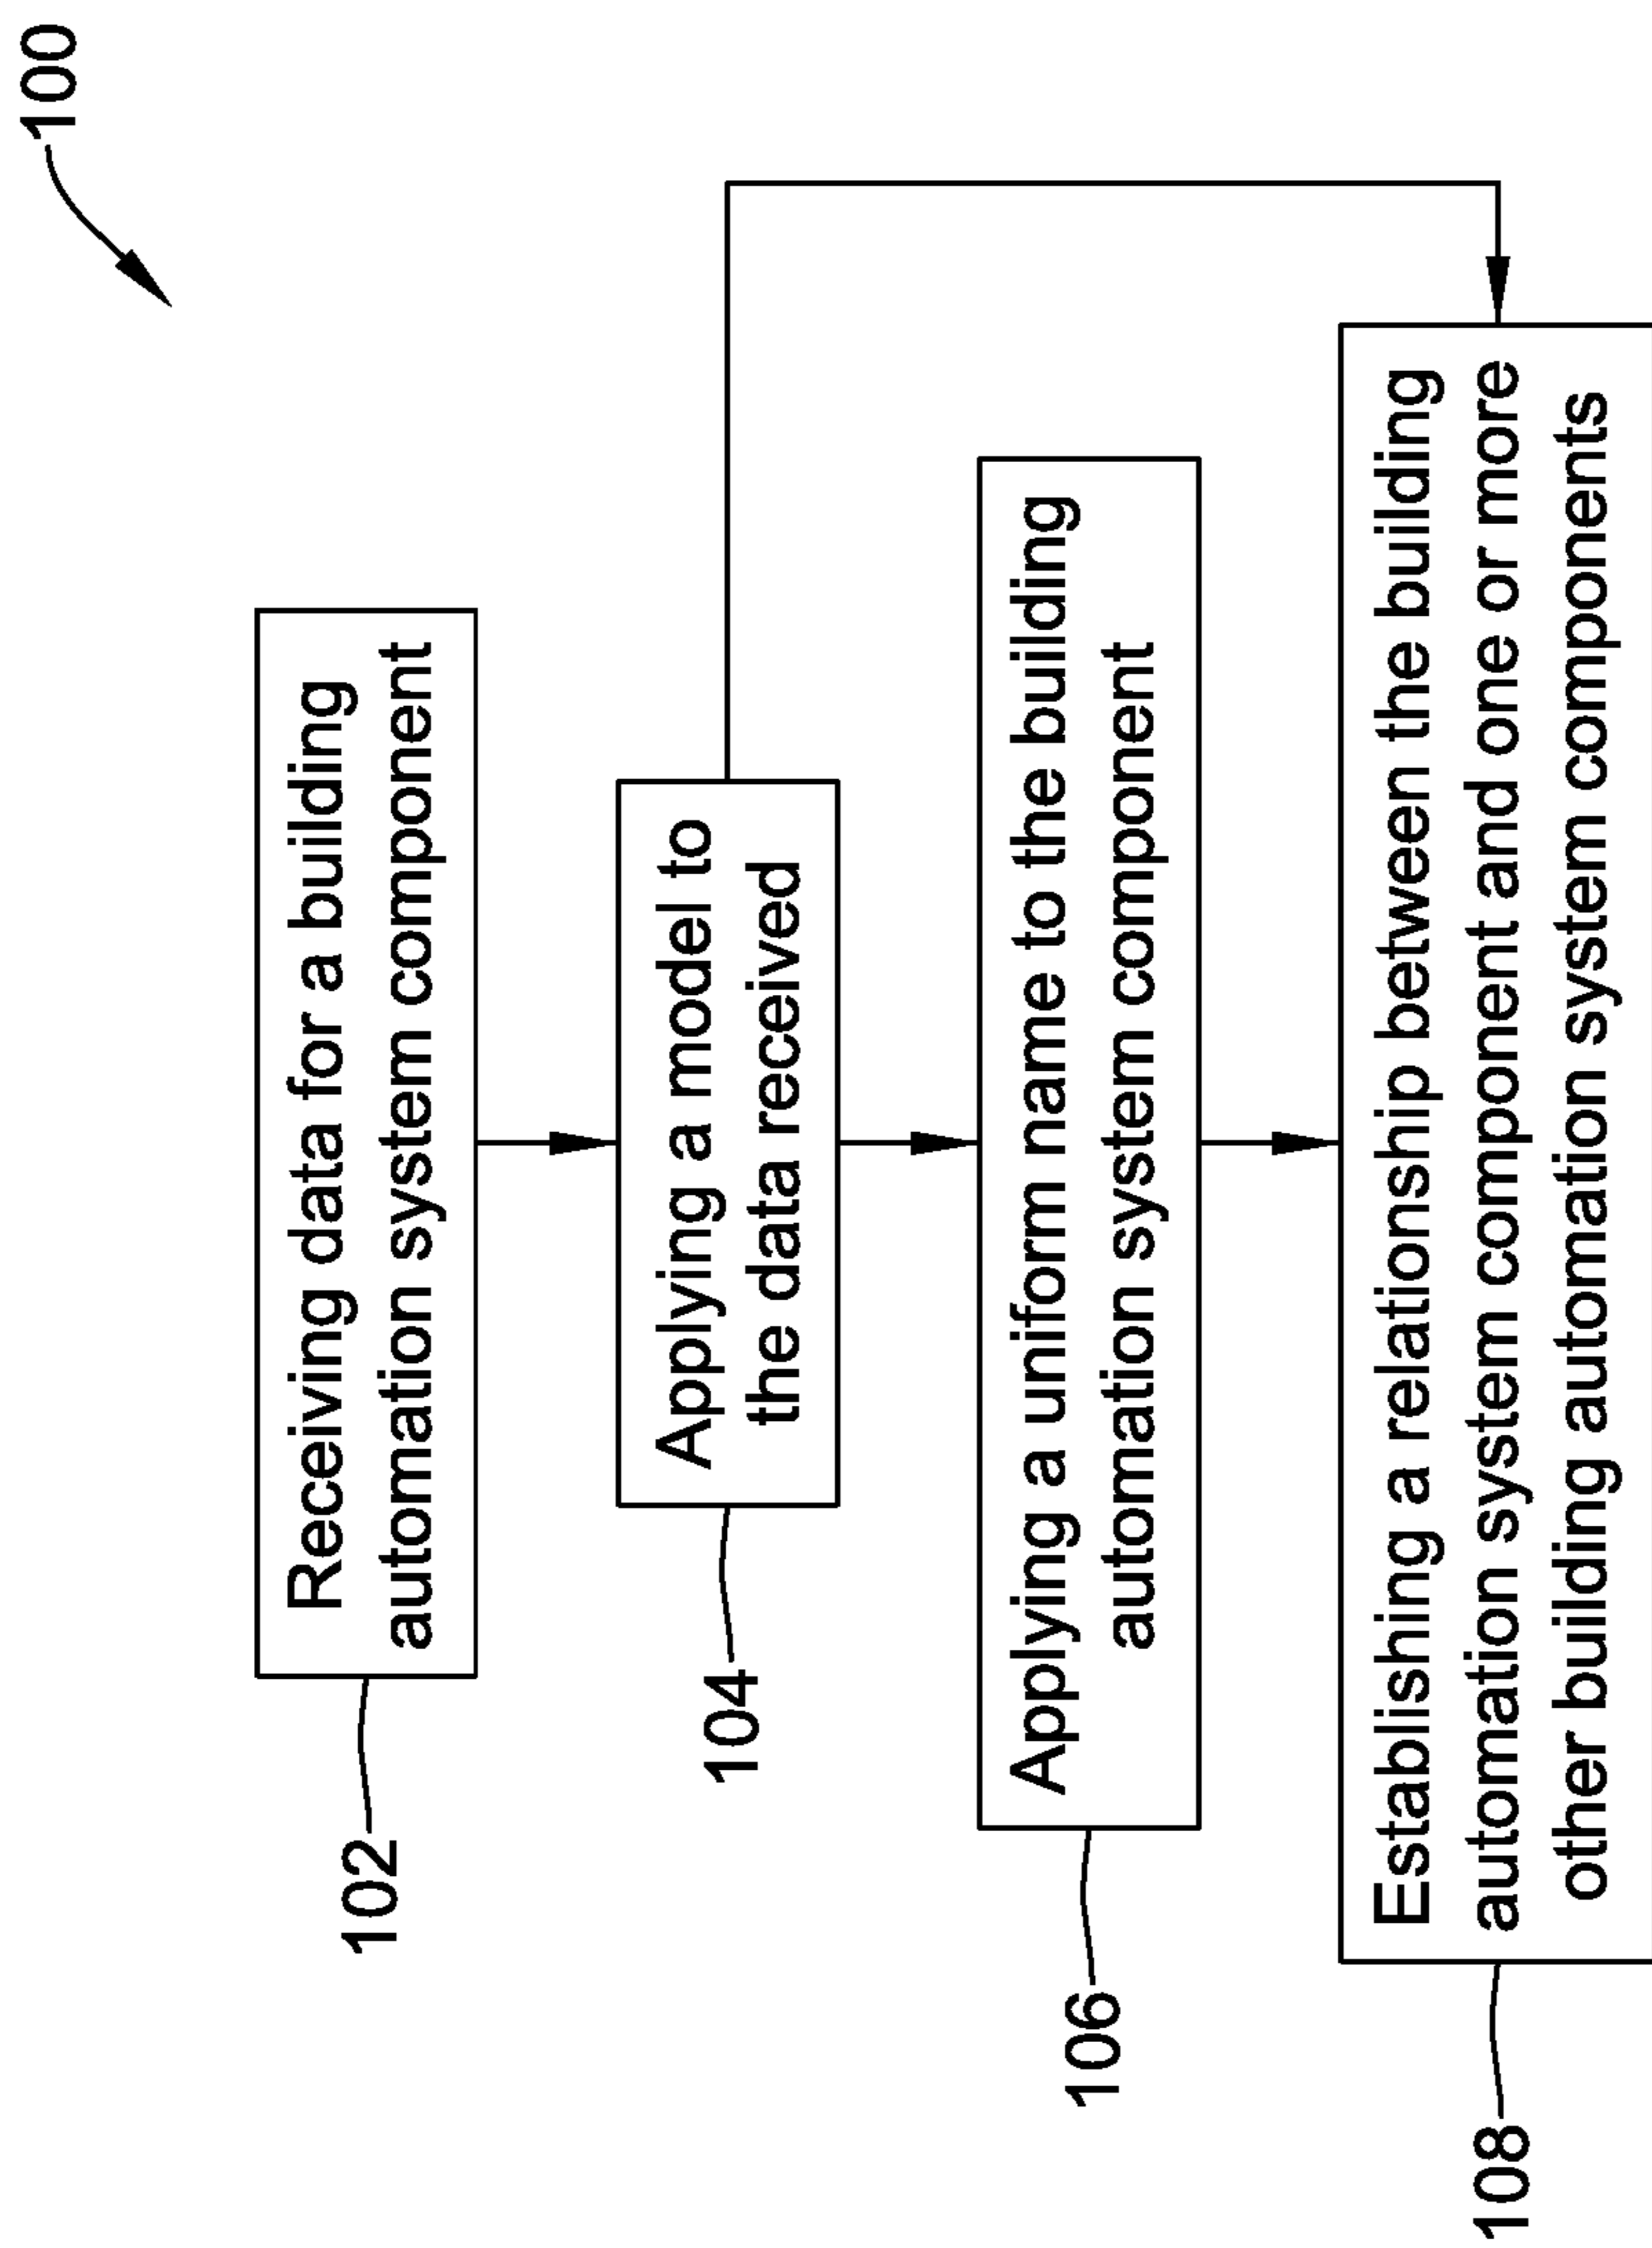 100
102
Receiving data for a building
automation system component
104
Applying a model to
the data received
106
Applying a uniform name to the building
automation system component
108
Establishing a relationship between the building
automation system component and one or more
other building automation system components